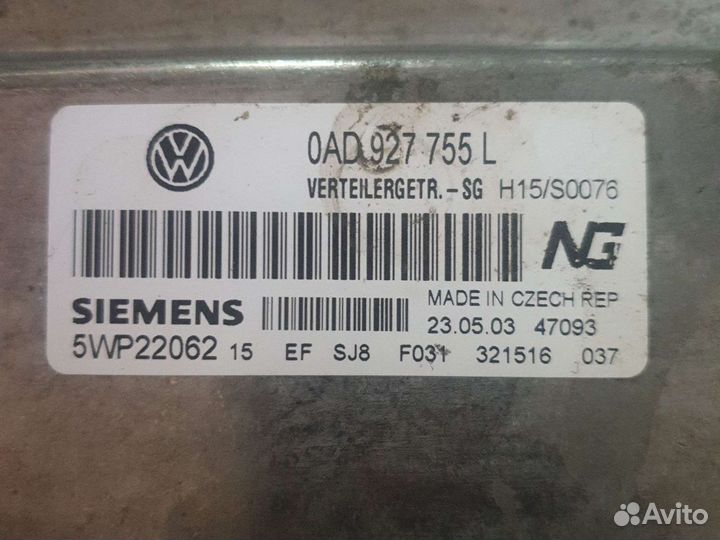 VW
0AD 927 755 L
VERTEILERGETR.-SG H15/S0076
NG
SIEMENS
MADE IN CZECH REP
23.05.03 47093
5WP22062 15 EF SJ8 F031 321516 037
Avito